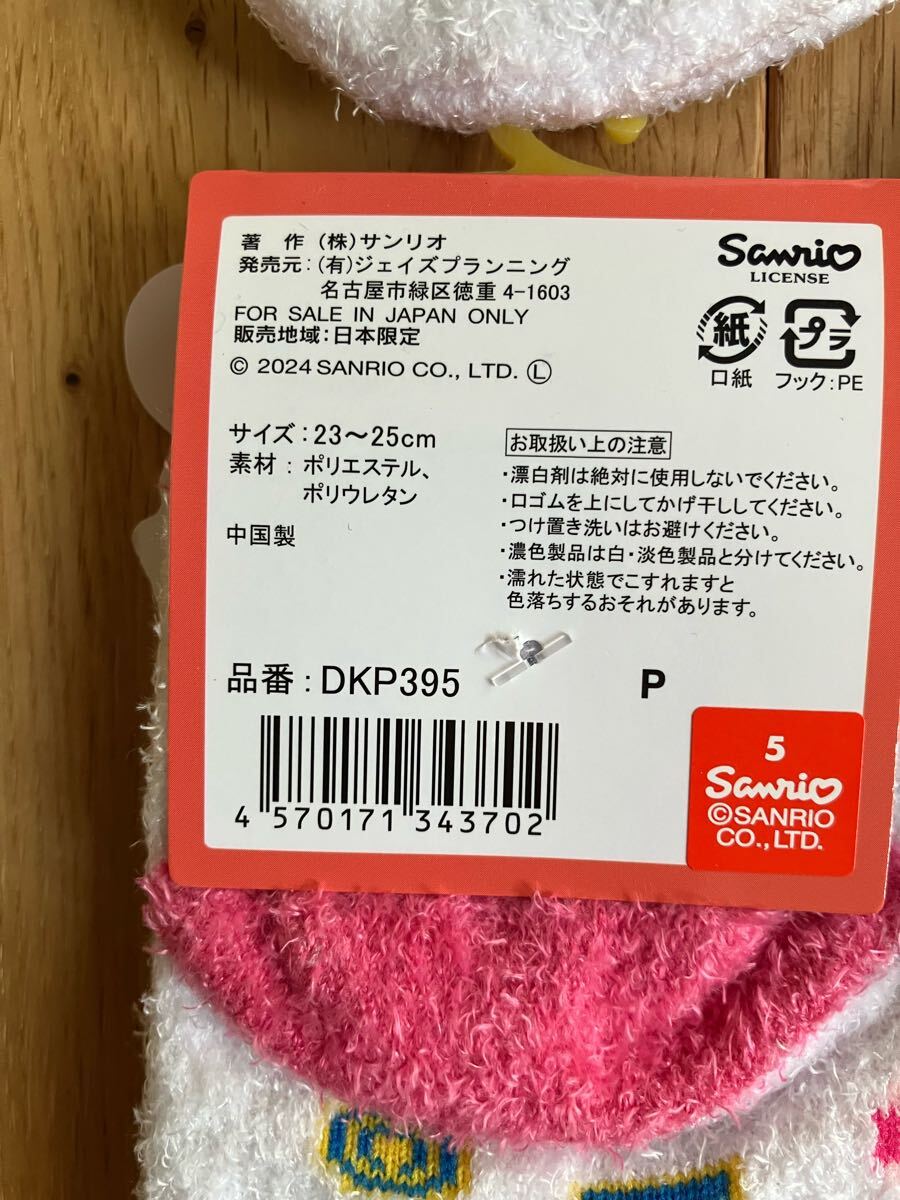 著 作 (株)サンリオ
発売元:(有)ジェイズプランニング
名古屋市緑区徳重 4-1603
FOR SALE IN JAPAN ONLY
販売地域:日本限定
© 2024 SANRIO CO., LTD. Ⓛ
Sanrio
LICENSE
紙
プラ
口紙
フック:PE
サイズ:23〜25cm
素材: ポリエステル、
ポリウレタン
中国製
お取扱い上の注意
・漂白剤は絶対に使用しないでください。
・口ゴムを上にしてかげ干ししてください。
・つけ置き洗いはお避けください。
・濃色製品は白・淡色製品と分けてください。
・濡れた状態でこすれますと
色落ちするおそれがあります。
品番:DKP395
P
4 570171 343702
5
Sanrio
©SANRIO
CO.,LTD.